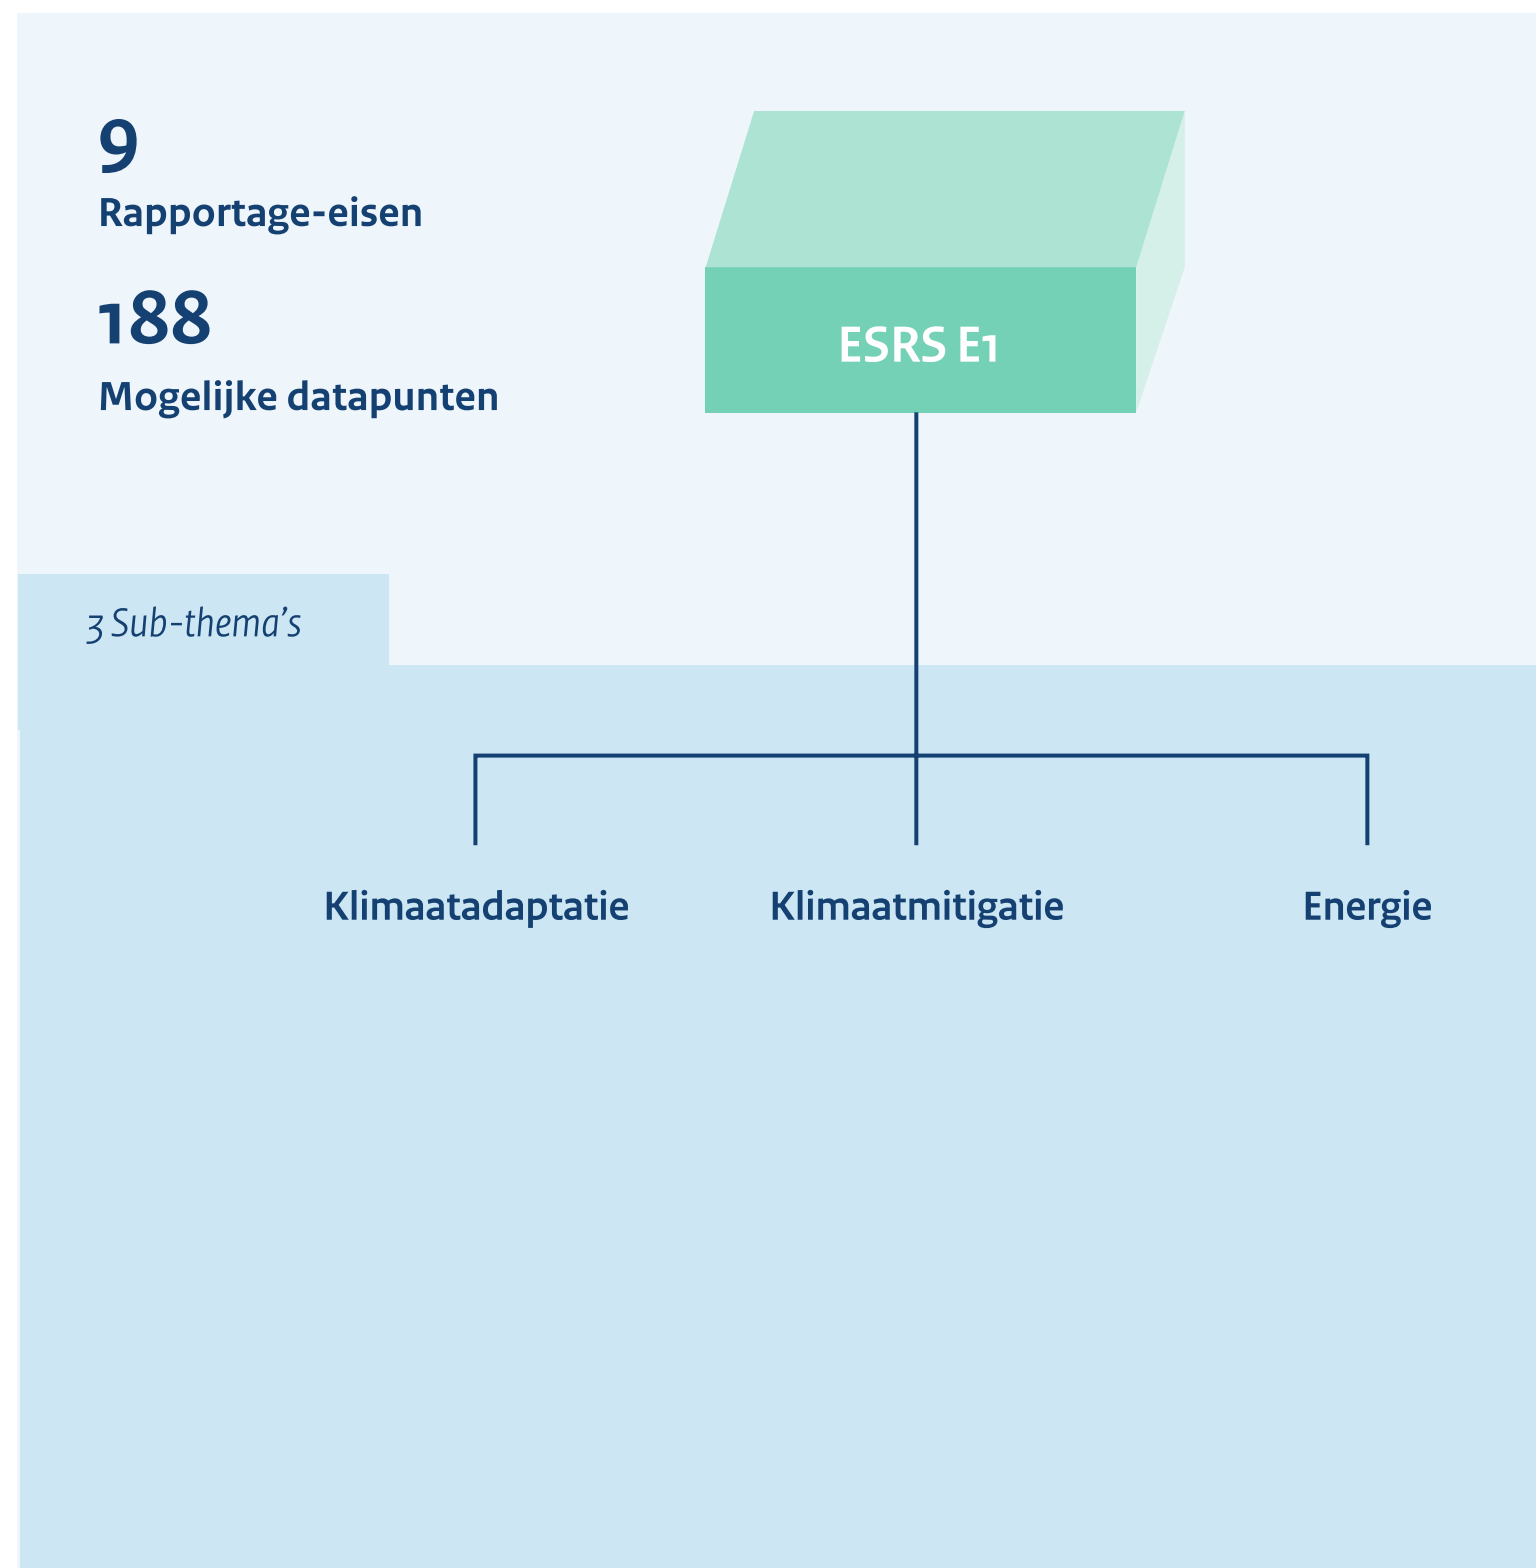 9
Rapportage-eisen
188
Mogelijke datapunten
ESRS E1
3 Sub-thema’s
Klimaatadaptatie
Klimaatmitigatie
Energie